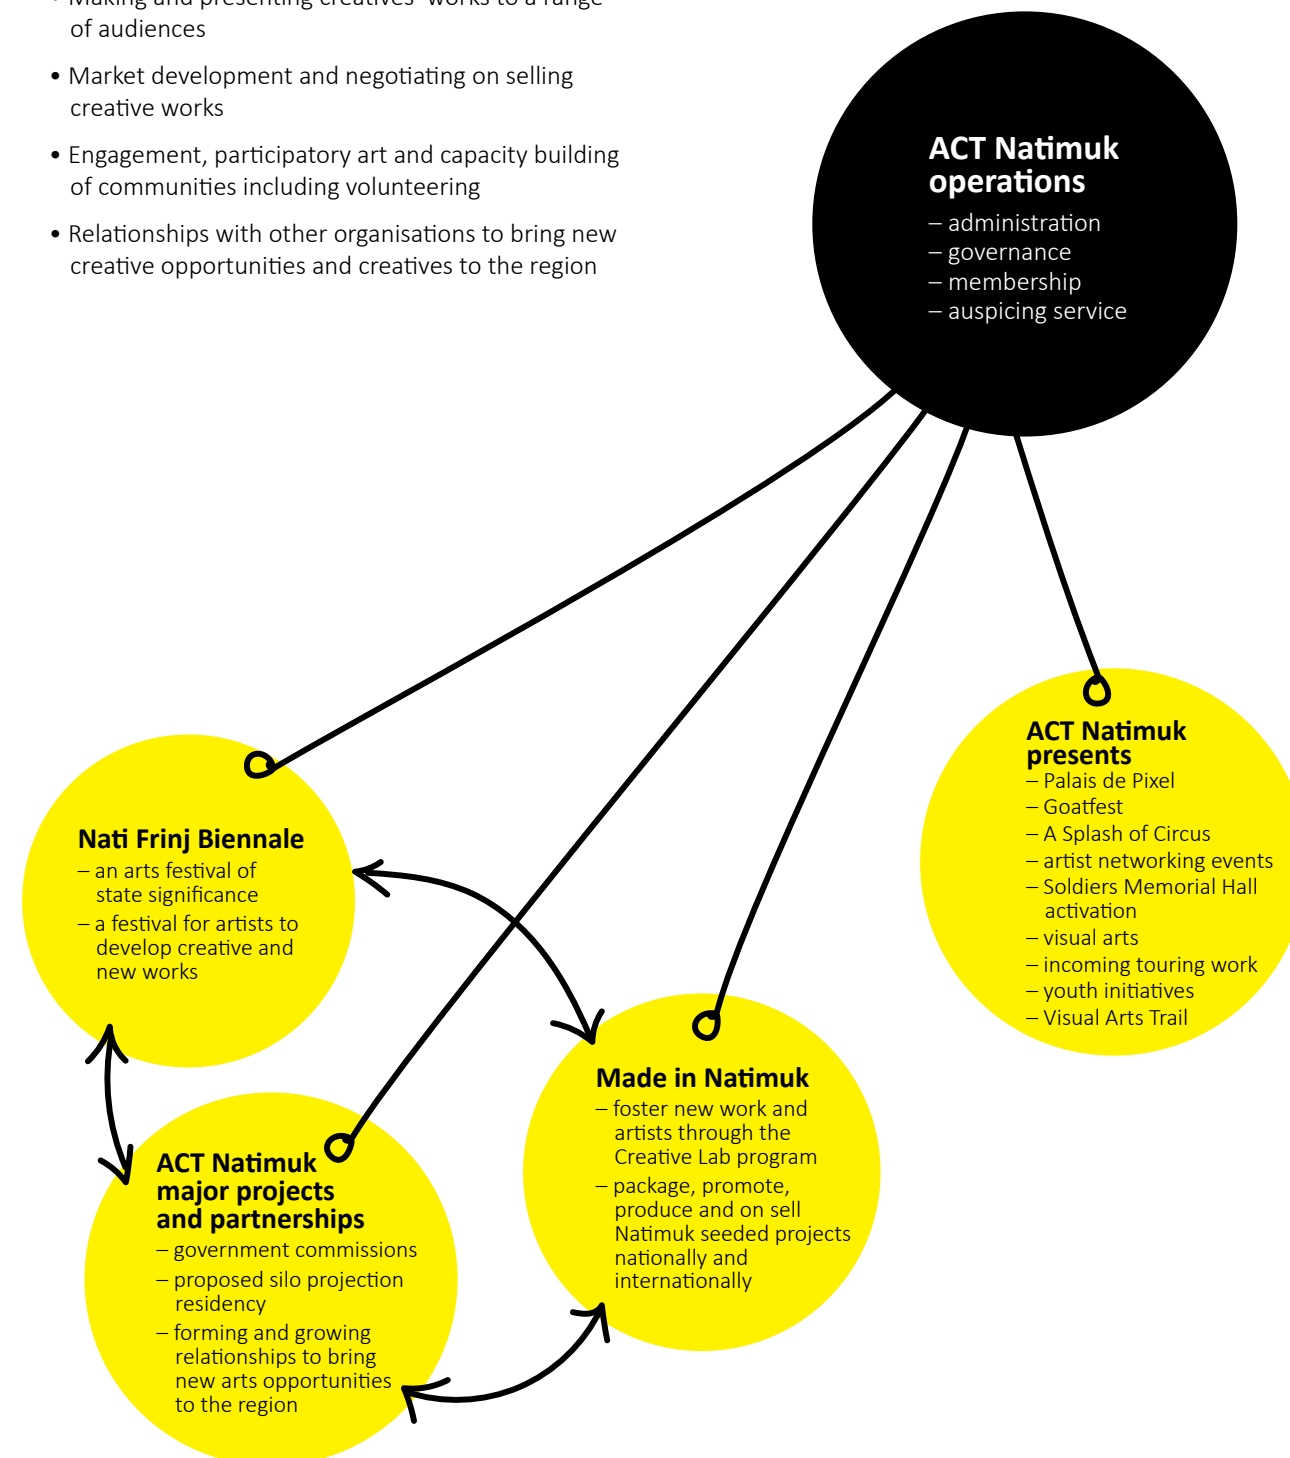 • Making and presenting creatives' works to a range
of audiences
• Market development and negotiating on selling
creative works
• Engagement, participatory art and capacity building
of communities including volunteering
• Relationships with other organisations to bring new
creative opportunities and creatives to the region
ACT Natimuk
operations
– administration
– governance
– membership
– auspicing service
ACT Natimuk
presents
– Palais de Pixel
– Goatfest
– A Splash of Circus
– artist networking events
– Soldiers Memorial Hall
activation
– visual arts
– incoming touring work
– youth initiatives
– Visual Arts Trail
Nati Frinj Biennale
– an arts festival of
state significance
– a festival for artists to
develop creative and
new works
Made in Natimuk
– foster new work and
artists through the
Creative Lab program
– package, promote,
produce and on sell
Natimuk seeded projects
nationally and
internationally
ACT Natimuk
major projects
and partnerships
– government commissions
– proposed silo projection
residency
– forming and growing
relationships to bring
new arts opportunities
to the region